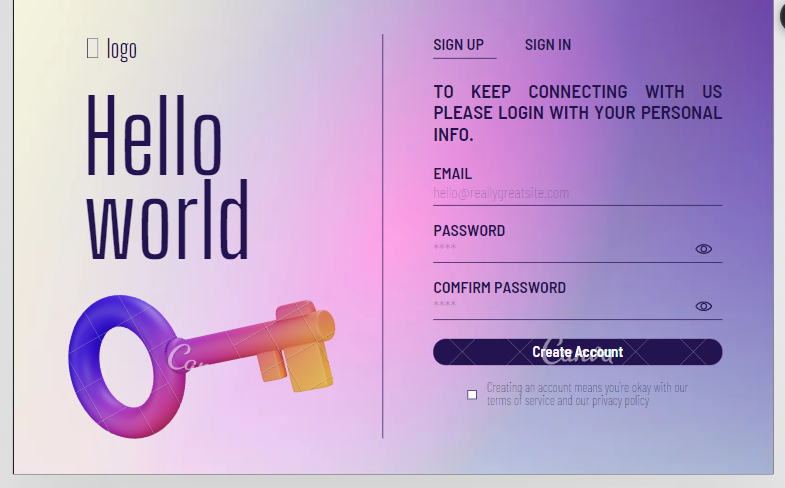 logo
Hello
world
Canva
SIGN UP SIGN IN
TO KEEP CONNECTING WITH US
PLEASE LOGIN WITH YOUR PERSONAL
INFO.
EMAIL
hello@reallygreatsite.com
PASSWORD
****
COMFIRM PASSWORD
****
Create Account
Canva
Creating an account means you're okay with our
terms of service and our privacy policy